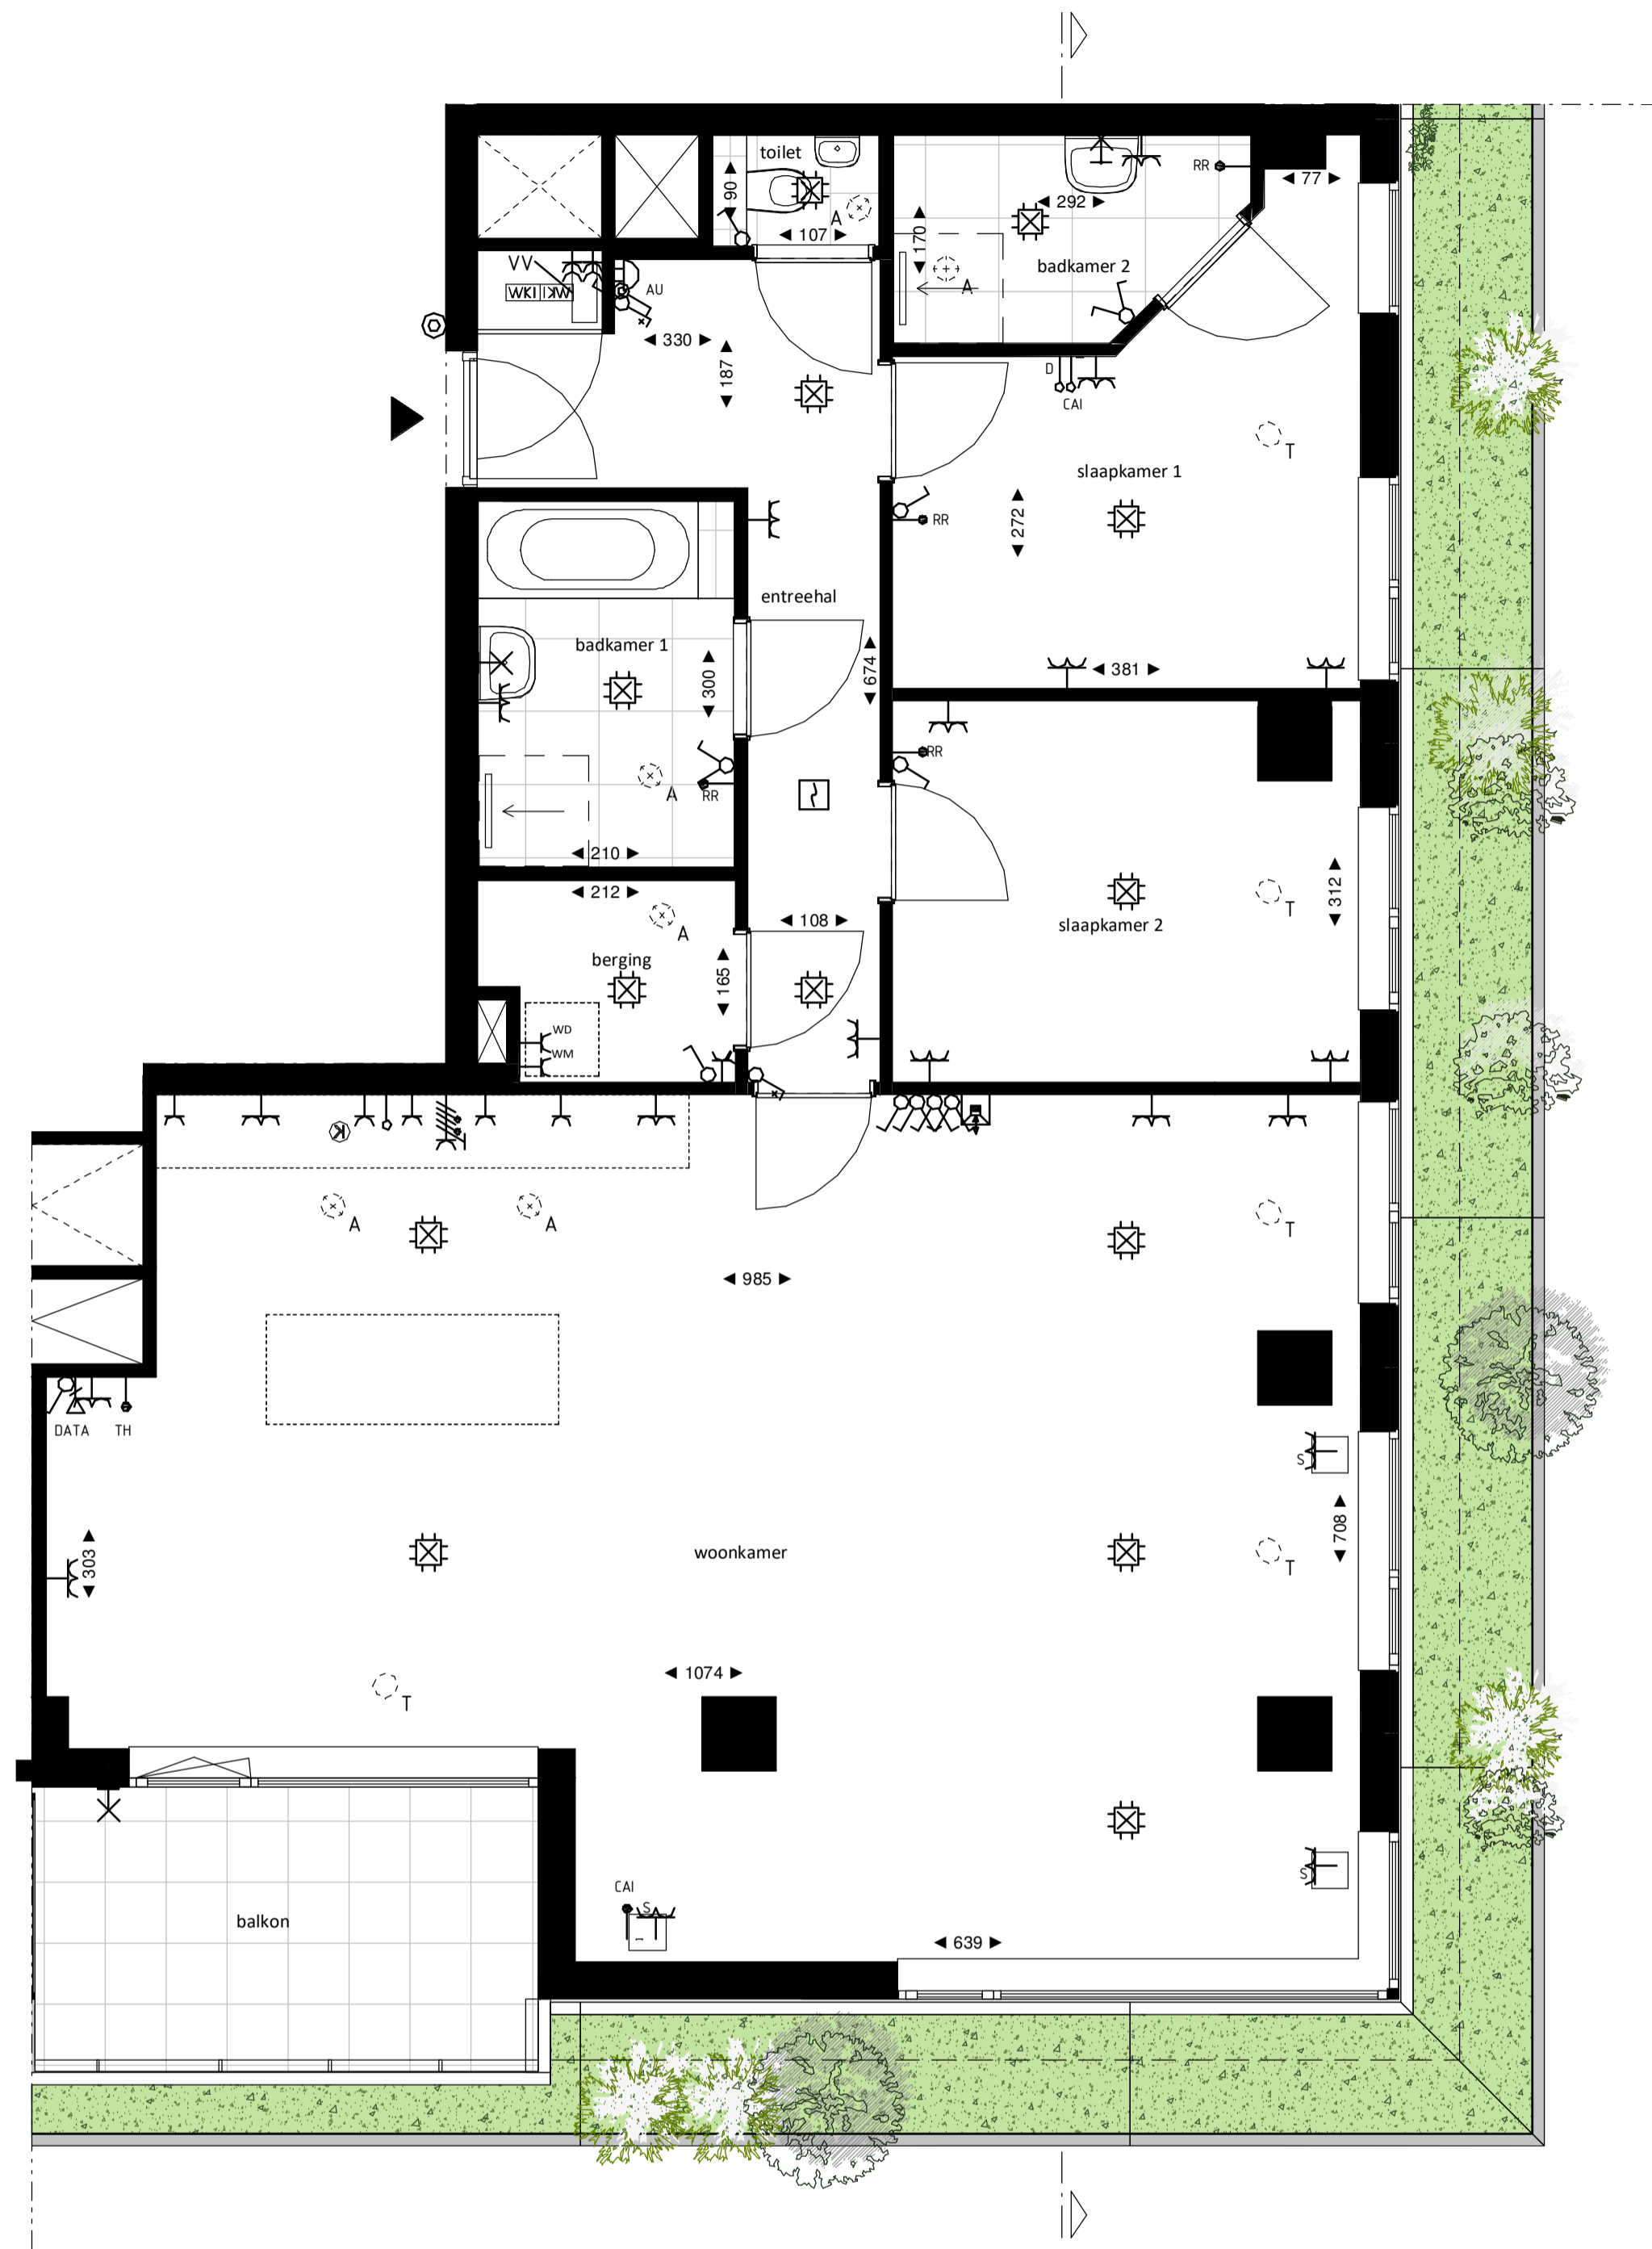 toilet
90
A
107
RR
77
292
170
badkamer 2
A
VV
WKI
WKI
AU
330
187
D
CAI
slaapkamer 1
T
RR
272
entreehal
badkamer 1
300
674
381
A
RR
210
RR
212
108
A
berging
165
WD
WM
slaapkamer 2
T
312
A
A
T
985
DATA
TH
S
303
woonkamer
T
708
1074
T
CAI
S
S
balkon
639